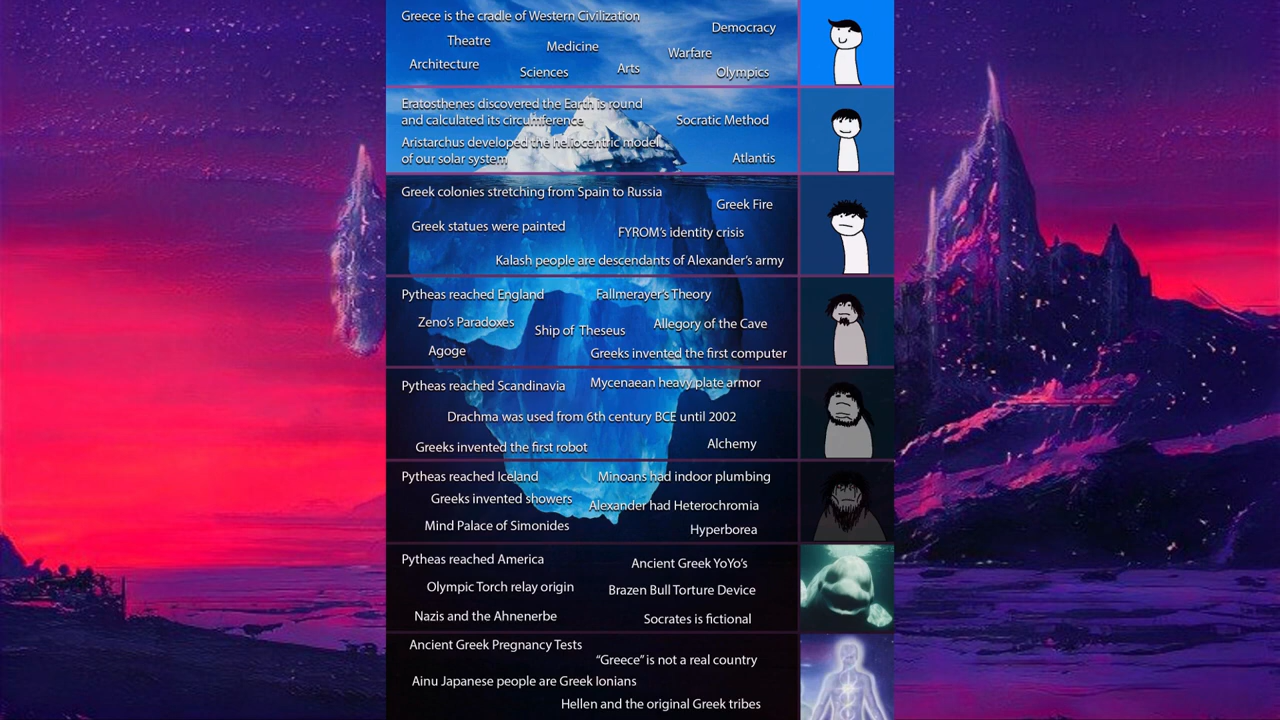 Greece is the cradle of Western Civilization
Democracy
Theatre
Medicine
Warfare
Architecture
Sciences
Arts
Olympics
Eratosthenes discovered the Earth is round
and calculated its circumference
Socratic Method
Aristarchus developed the heliocentric model
of our solar system
Atlantis
Greek colonies stretching from Spain to Russia
Greek Fire
Greek statues were painted
FYROM's identity crisis
Kalash people are descendants of Alexander's army
Pytheas reached England
Fallmerayer's Theory
Zeno's Paradoxes
Ship of Theseus
Allegory of the Cave
Agoge
Greeks invented the first computer
Pytheas reached Scandinavia
Mycenaean heavy plate armor
Drachma was used from 6th century BCE until 2002
Greeks invented the first robot
Alchemy
Pytheas reached Iceland
Minoans had indoor plumbing
Greeks invented showers
Alexander had Heterochromia
Mind Palace of Simonides
Hyperborea
Pytheas reached America
Ancient Greek YoYo's
Olympic Torch relay origin
Brazen Bull Torture Device
Nazis and the Ahnenerbe
Socrates is fictional
Ancient Greek Pregnancy Tests
“Greece” is not a real country
Ainu Japanese people are Greek Ionians
Hellen and the original Greek tribes